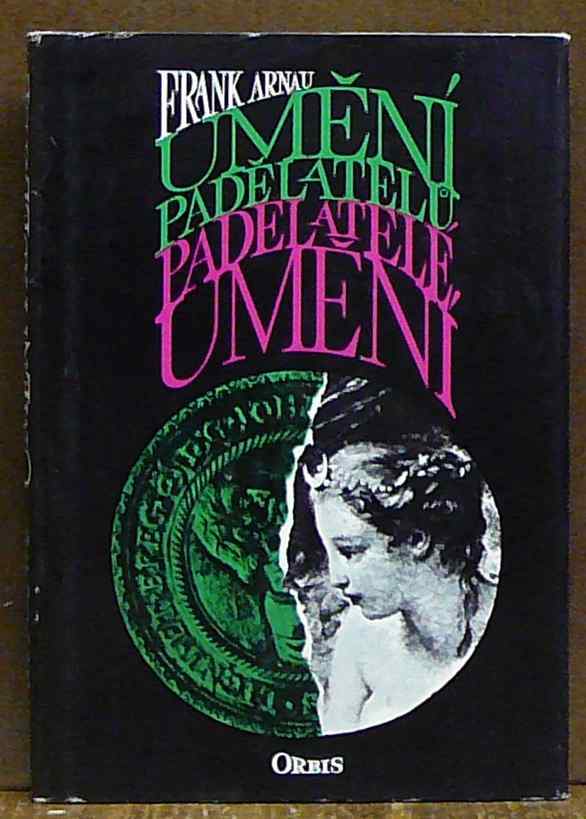 FRANK ARNAU
UMĚNÍ
PADĚLATELŮ
PADĚLATELÉ
UMĚNÍ
ORBIS